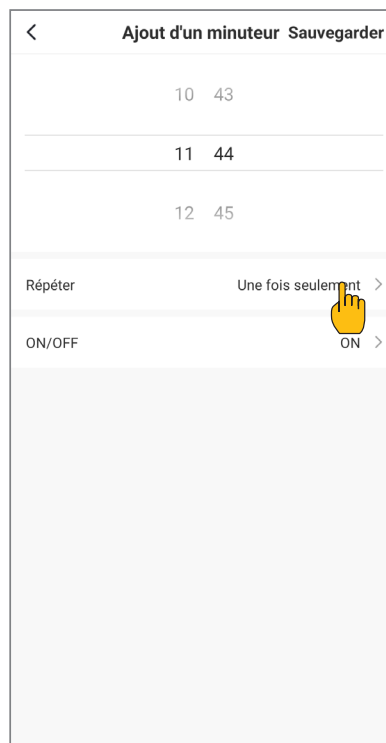 Ajout d'un minuteur Sauvegarder
10 43
11 44
12 45
Répéter Une fois seulement
ON/OFF ON